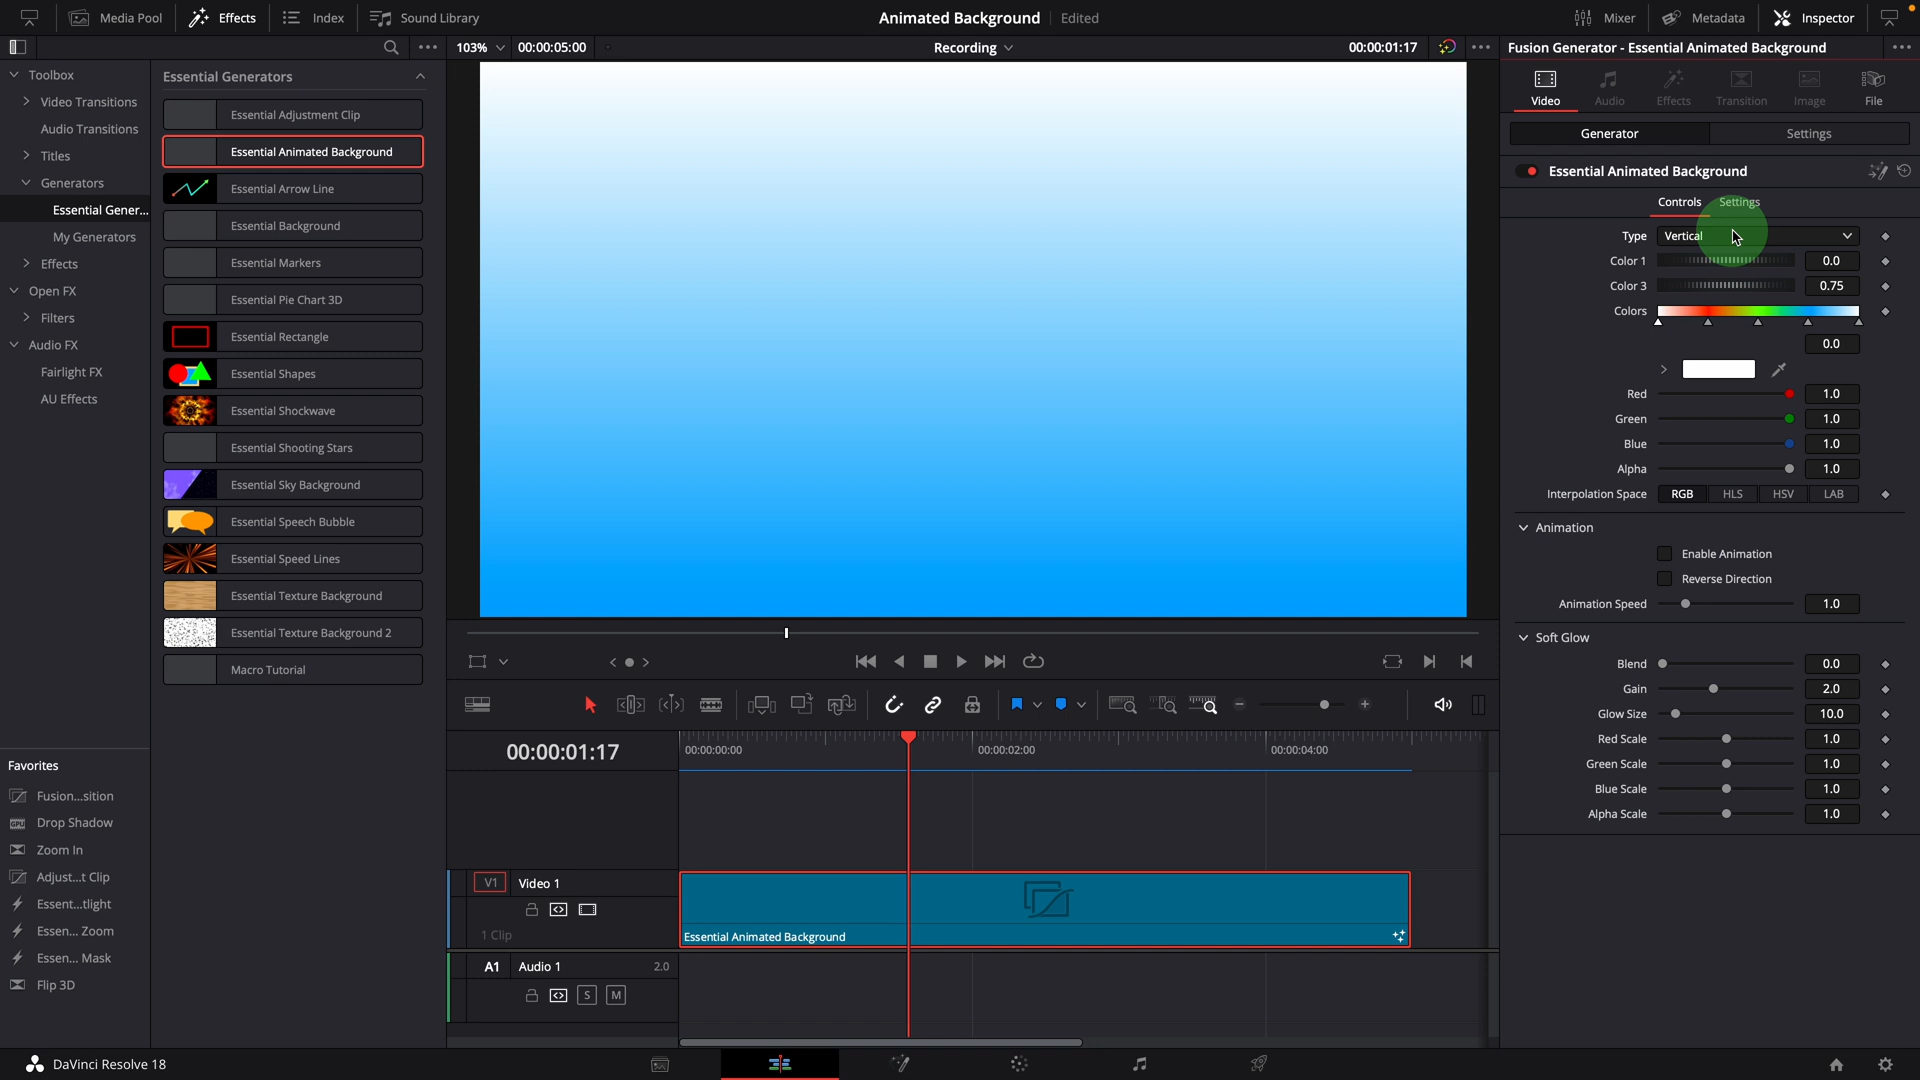 Media Pool
Effects
Index
Sound Library
Animated Background
Edited
Mixer
Metadata
Inspector
103%
00:00:05:00
Recording
00:00:01:17
Fusion Generator - Essential Animated Background
Toolbox
Video Transitions
Audio Transitions
Titles
Generators
Essential Gener...
My Generators
Effects
Open FX
Filters
Audio FX
Fairlight FX
AU Effects
Favorites
Fusion...sition
Drop Shadow
Zoom In
Adjust...t Clip
Essent...tlight
Essen... Zoom
Essen... Mask
Flip 3D
Essential Generators
Essential Adjustment Clip
Essential Animated Background
Essential Arrow Line
Essential Background
Essential Markers
Essential Pie Chart 3D
Essential Rectangle
Essential Shapes
Essential Shockwave
Essential Shooting Stars
Essential Sky Background
Essential Speech Bubble
Essential Speed Lines
Essential Texture Background
Essential Texture Background 2
Macro Tutorial
00:00:01:17
00:00:00:00
00:00:02:00
00:00:04:00
V1
Video 1
1 Clip
Essential Animated Background
A1
Audio 1
2.0
S
M
Video
Audio
Effects
Transition
Image
File
Generator
Settings
Essential Animated Background
Controls
Settings
Type
Vertical
Color 1
0.0
Color 3
0.75
Colors
0.0
Red
1.0
Green
1.0
Blue
1.0
Alpha
1.0
Interpolation Space
RGB
HLS
HSV
LAB
Animation
Enable Animation
Reverse Direction
Animation Speed
1.0
Soft Glow
Blend
0.0
Gain
2.0
Glow Size
10.0
Red Scale
1.0
Green Scale
1.0
Blue Scale
1.0
Alpha Scale
1.0
DaVinci Resolve 18